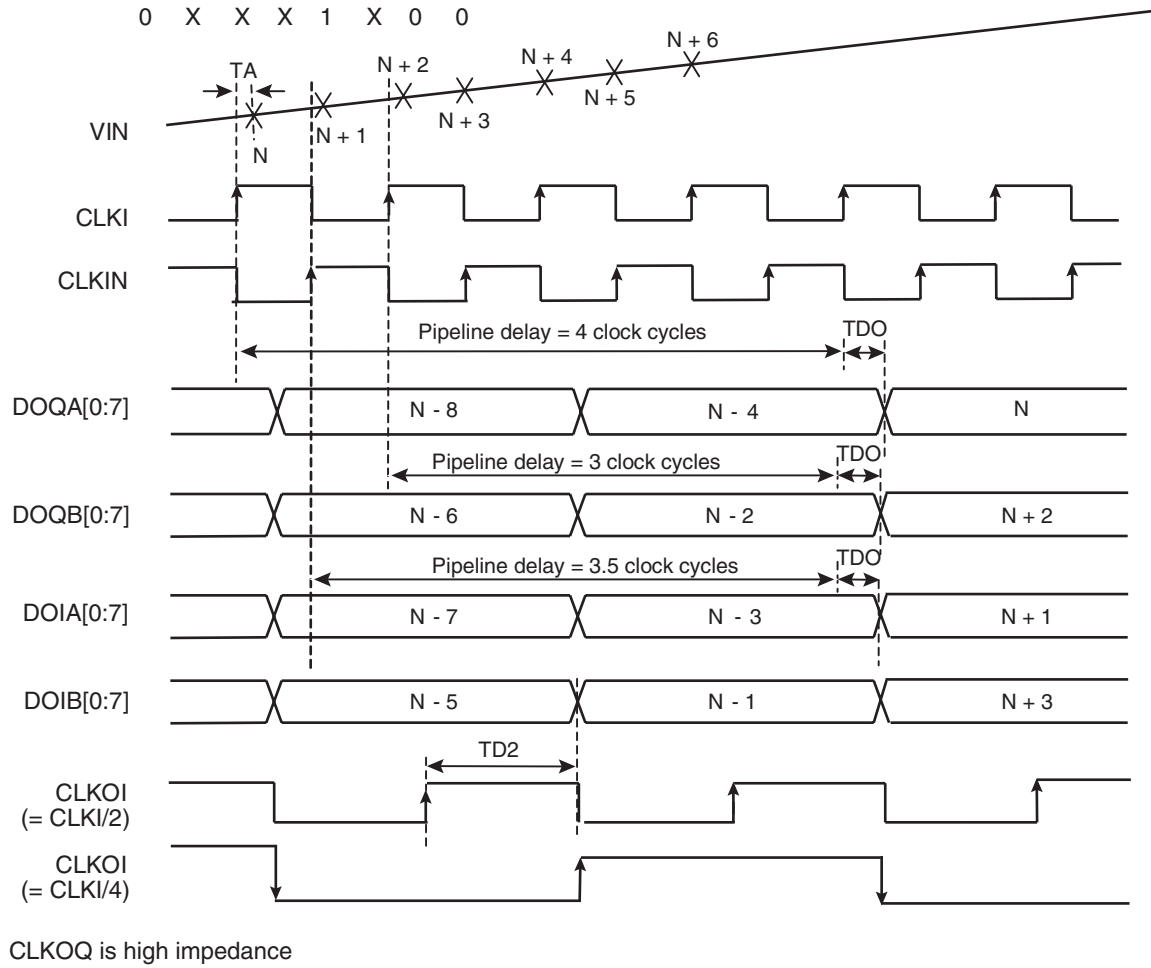 0 X X X 1 X 0 0
TA
N + 2
N + 4
N + 6
N + 5
N + 3
N + 1
VIN
N
CLKI
CLKIN
Pipeline delay = 4 clock cycles
TDO
DOQA[0:7]
N - 8
N - 4
N
Pipeline delay = 3 clock cycles
TDO
DOQB[0:7]
N - 6
N - 2
N + 2
Pipeline delay = 3.5 clock cycles
TDO
DOIA[0:7]
N - 7
N - 3
N + 1
DOIB[0:7]
N - 5
N - 1
N + 3
TD2
CLKOI
(= CLKI/2)
CLKOI
(= CLKI/4)
CLKOQ is high impedance